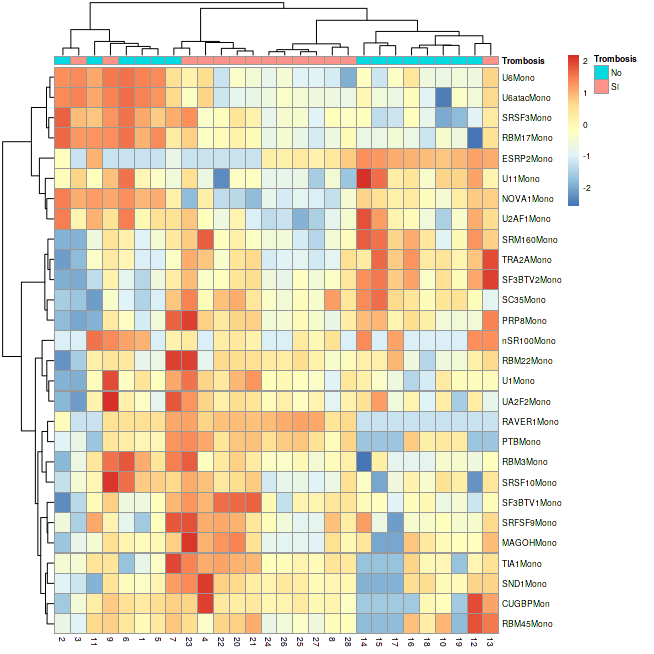 Trombosis
U6Mono
U6atacMono
SRSF3Mono
RBM17Mono
ESRP2Mono
U11Mono
NOVA1Mono
U2AF1Mono
SRM160Mono
TRA2AMono
SF3BTV2Mono
SC35Mono
PRP8Mono
nSR100Mono
RBM22Mono
U1Mono
UA2F2Mono
RAVER1Mono
PTBMono
RBM3Mono
SRSF10Mono
SF3BTV1Mono
SRFSF9Mono
MAGOHMono
TIA1Mono
SND1Mono
CUGBPMon
RBM45Mono
2 3 11 9 6 1 5 7 23 4 22 20 21 24 26 25 27 8 28 14 15 17 16 18 10 19 12 13
2
1
0
-1
-2
Trombosis
No
SI